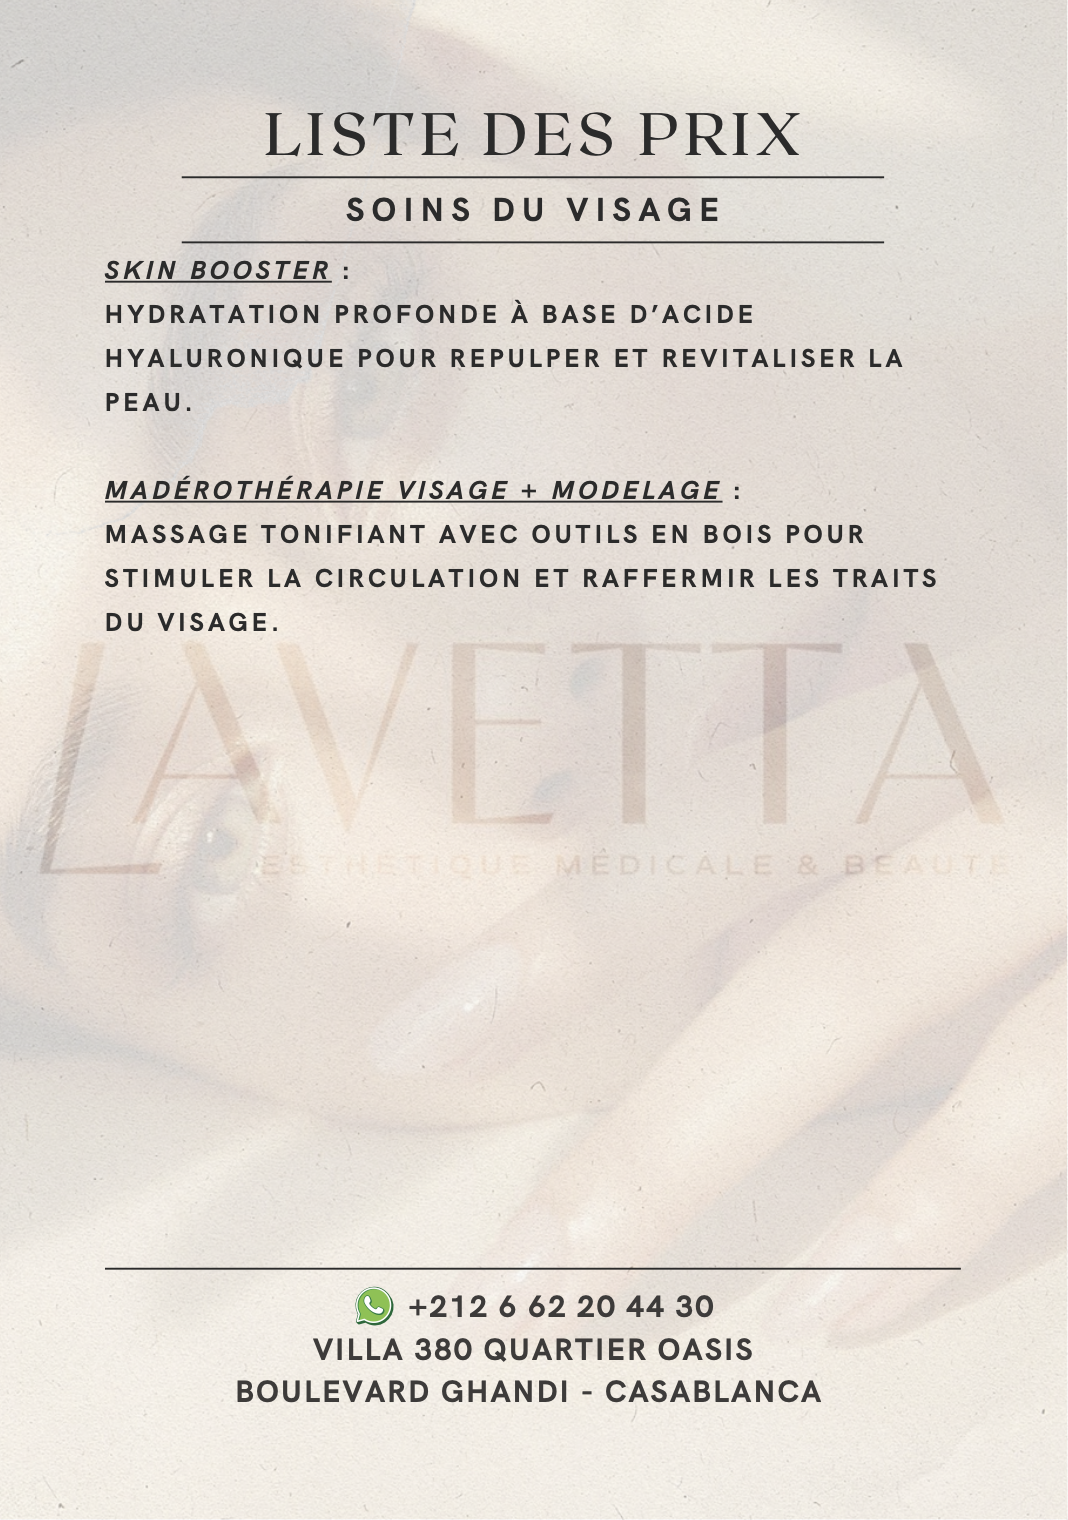 LISTE DES PRIX
SOINS DU VISAGE
SKIN BOOSTER :
HYDRATATION PROFONDE À BASE D’ACIDE
HYALURONIQUE POUR REPULPER ET REVITALISER LA
PEAU.
MADÉROTHÉRAPIE VISAGE + MODELAGE :
MASSAGE TONIFIANT AVEC OUTILS EN BOIS POUR
STIMULER LA CIRCULATION ET RAFFERMIR LES TRAITS
DU VISAGE.
LAVETTA
ESTHÉTIQUE MÉDICALE & BEAUTÉ
+212 6 62 20 44 30
VILLA 380 QUARTIER OASIS
BOULEVARD GHANDI - CASABLANCA